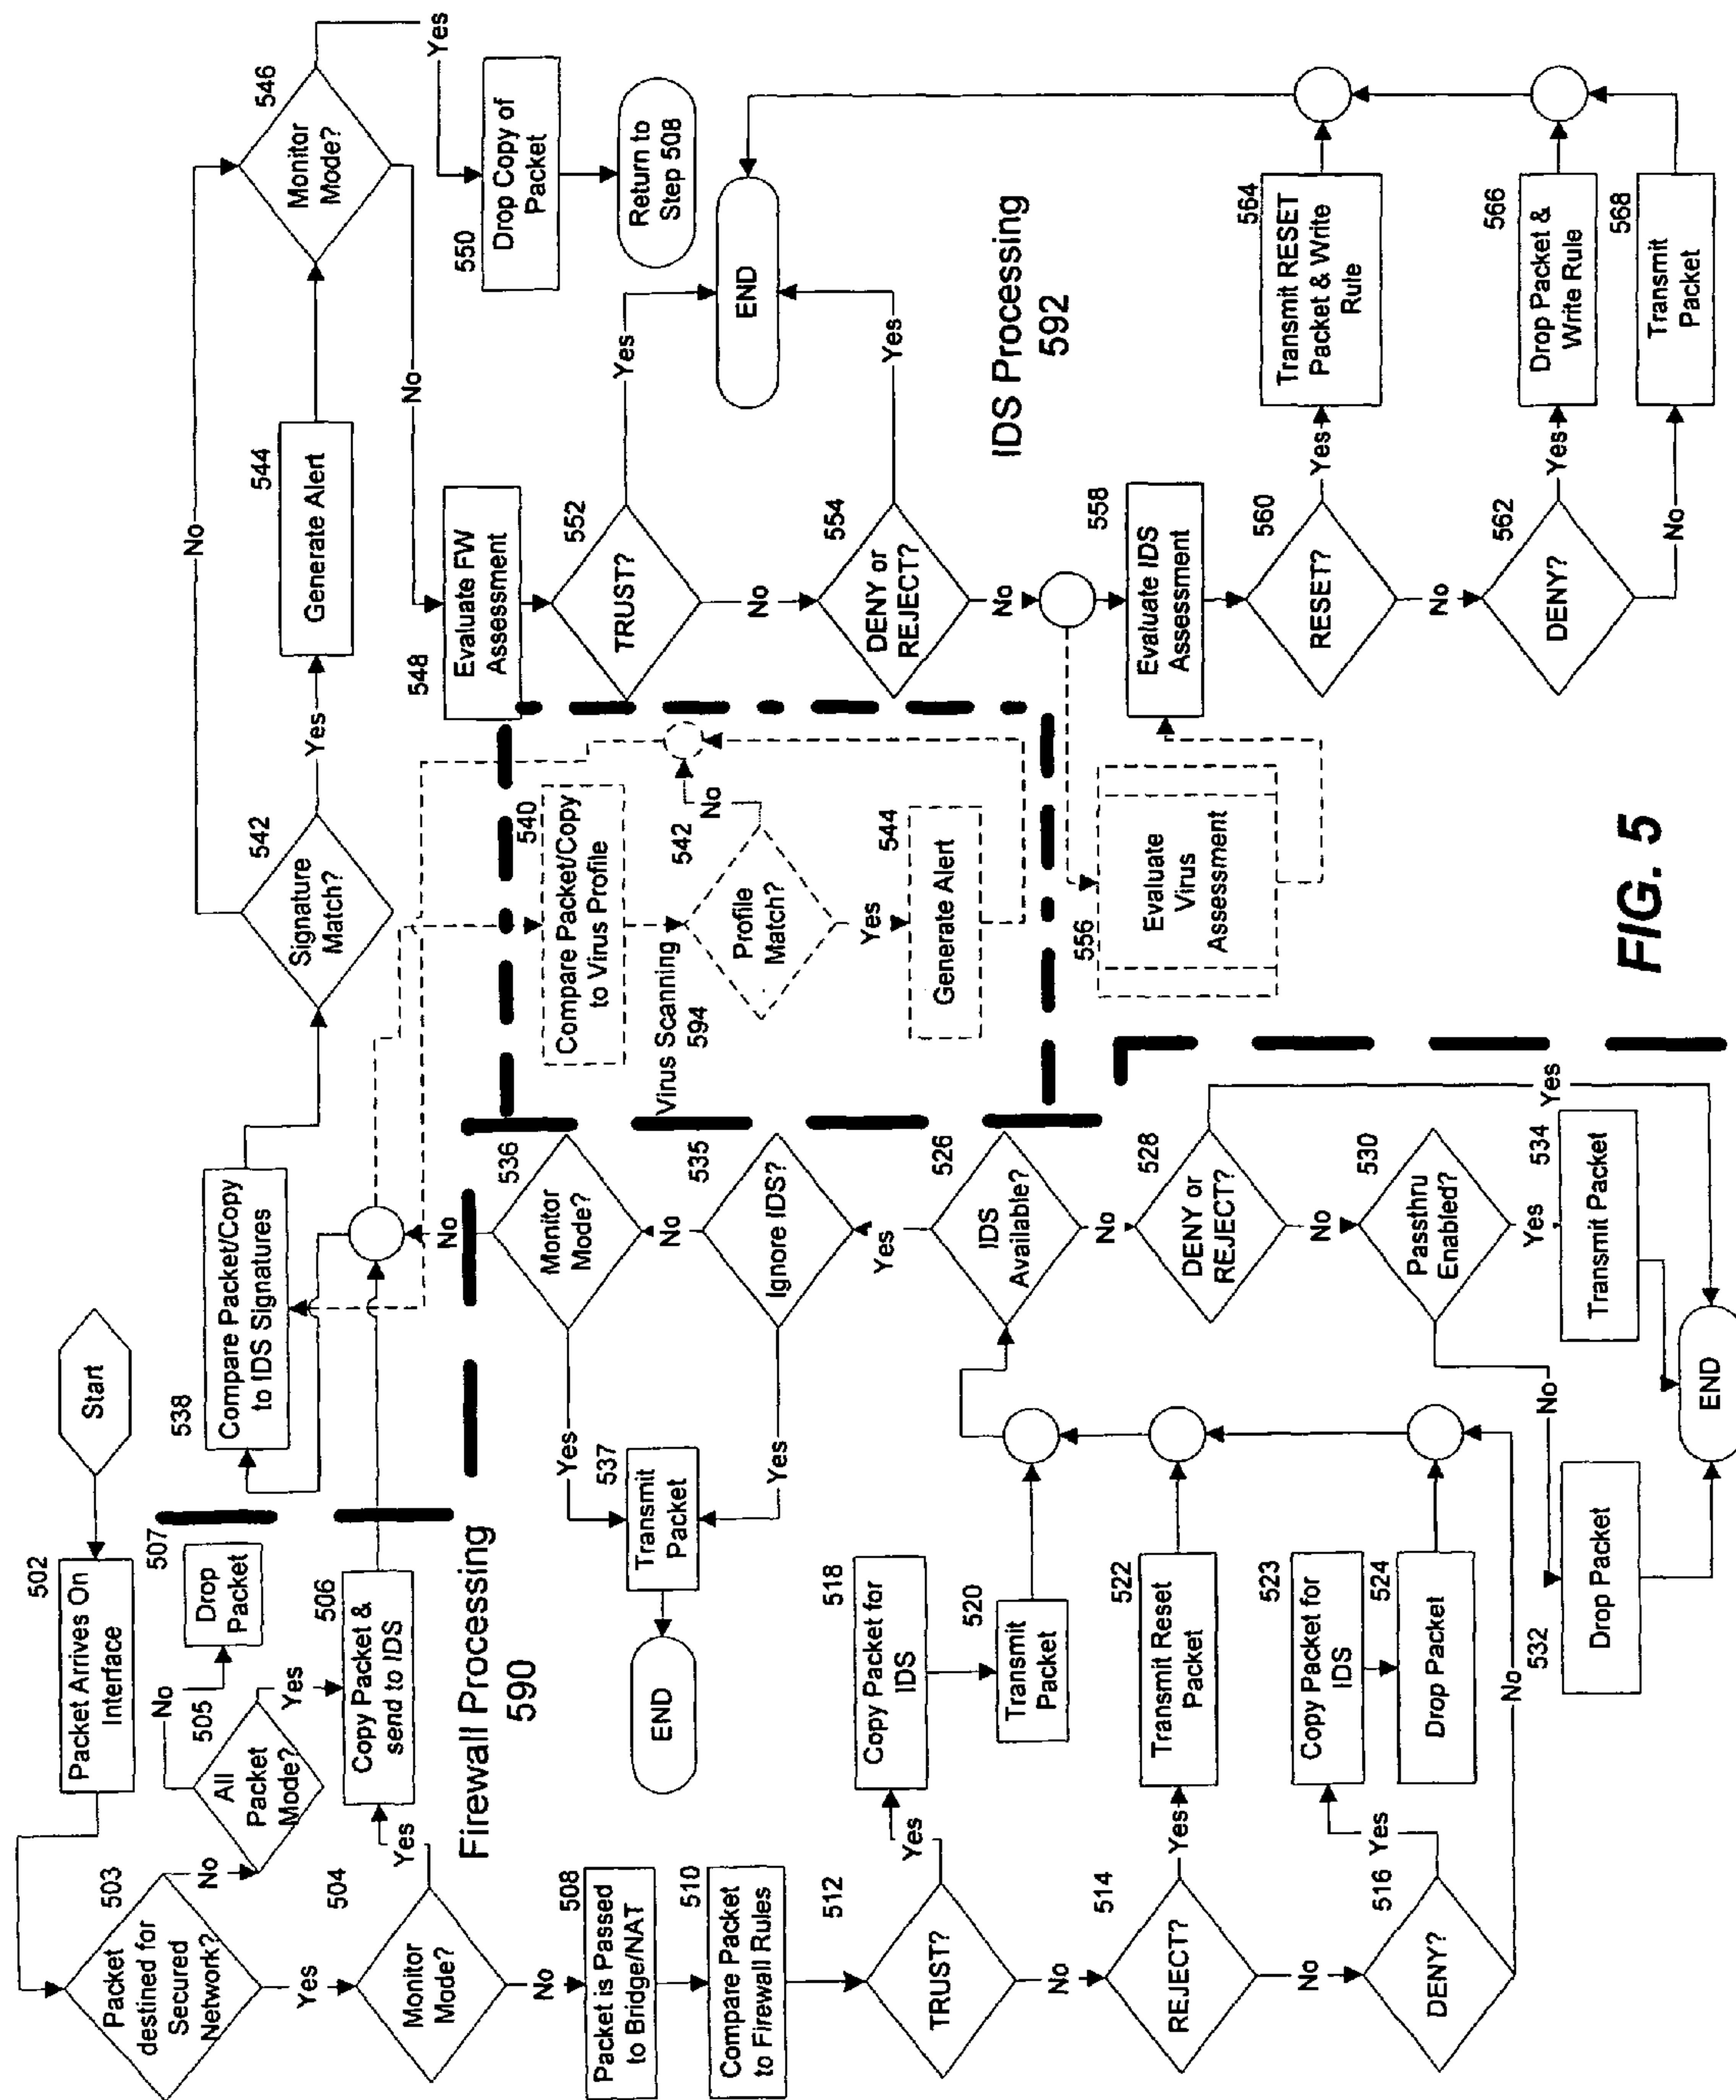 Start
502
Packet Arrives On
Interface
503
Packet
destined for
Secured
Network?
No
Yes
505
All
Packet
Mode?
No
507
Drop
Packet
Yes
506
Copy Packet &
send to IDS
504
Monitor
Mode?
Yes
No
508
Packet is Passed
to Bridge/NAT
510
Compare Packet
to Firewall Rules
512
TRUST?
Yes
No
518
Copy Packet for
IDS
520
Transmit
Packet
514
REJECT?
Yes
No
522
Transmit Reset
Packet
516
DENY?
Yes
No
523
Copy Packet for
IDS
524
Drop Packet
Firewall Processing
590
526
IDS
Available?
Yes
No
528
DENY or
REJECT?
Yes
No
530
Passthru
Enabled?
Yes
No
532
Drop Packet
534
Transmit Packet
END
535
Ignore IDS?
No
Yes
536
Monitor
Mode?
No
Yes
537
Transmit
Packet
END
538
Compare Packet/Copy
to IDS Signatures
542
Signature
Match?
No
Yes
544
Generate Alert
546
Monitor
Mode?
Yes
No
550
Drop Copy of
Packet
Return to
Step 508
548
Evaluate FW
Assessment
552
TRUST?
Yes
No
554
DENY or
REJECT?
Yes
No
END
IDS Processing
592
540
Compare Packet/Copy
to Virus Profile
Virus Scanning
594
542
Profile
Match?
No
Yes
544
Generate Alert
556
Evaluate
Virus
Assessment
558
Evaluate IDS
Assessment
560
RESET?
Yes
No
564
Transmit RESET
Packet & Write
Rule
562
DENY?
Yes
No
566
Drop Packet &
Write Rule
568
Transmit
Packet
FIG. 5